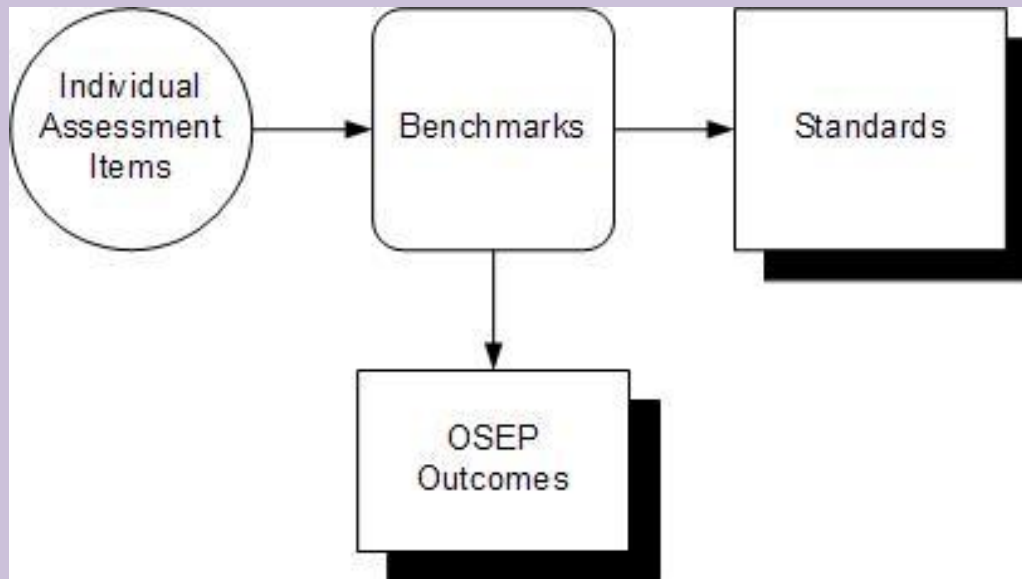 Individual
Assessment
Items
Benchmarks
Standards
OSEP
Outcomes